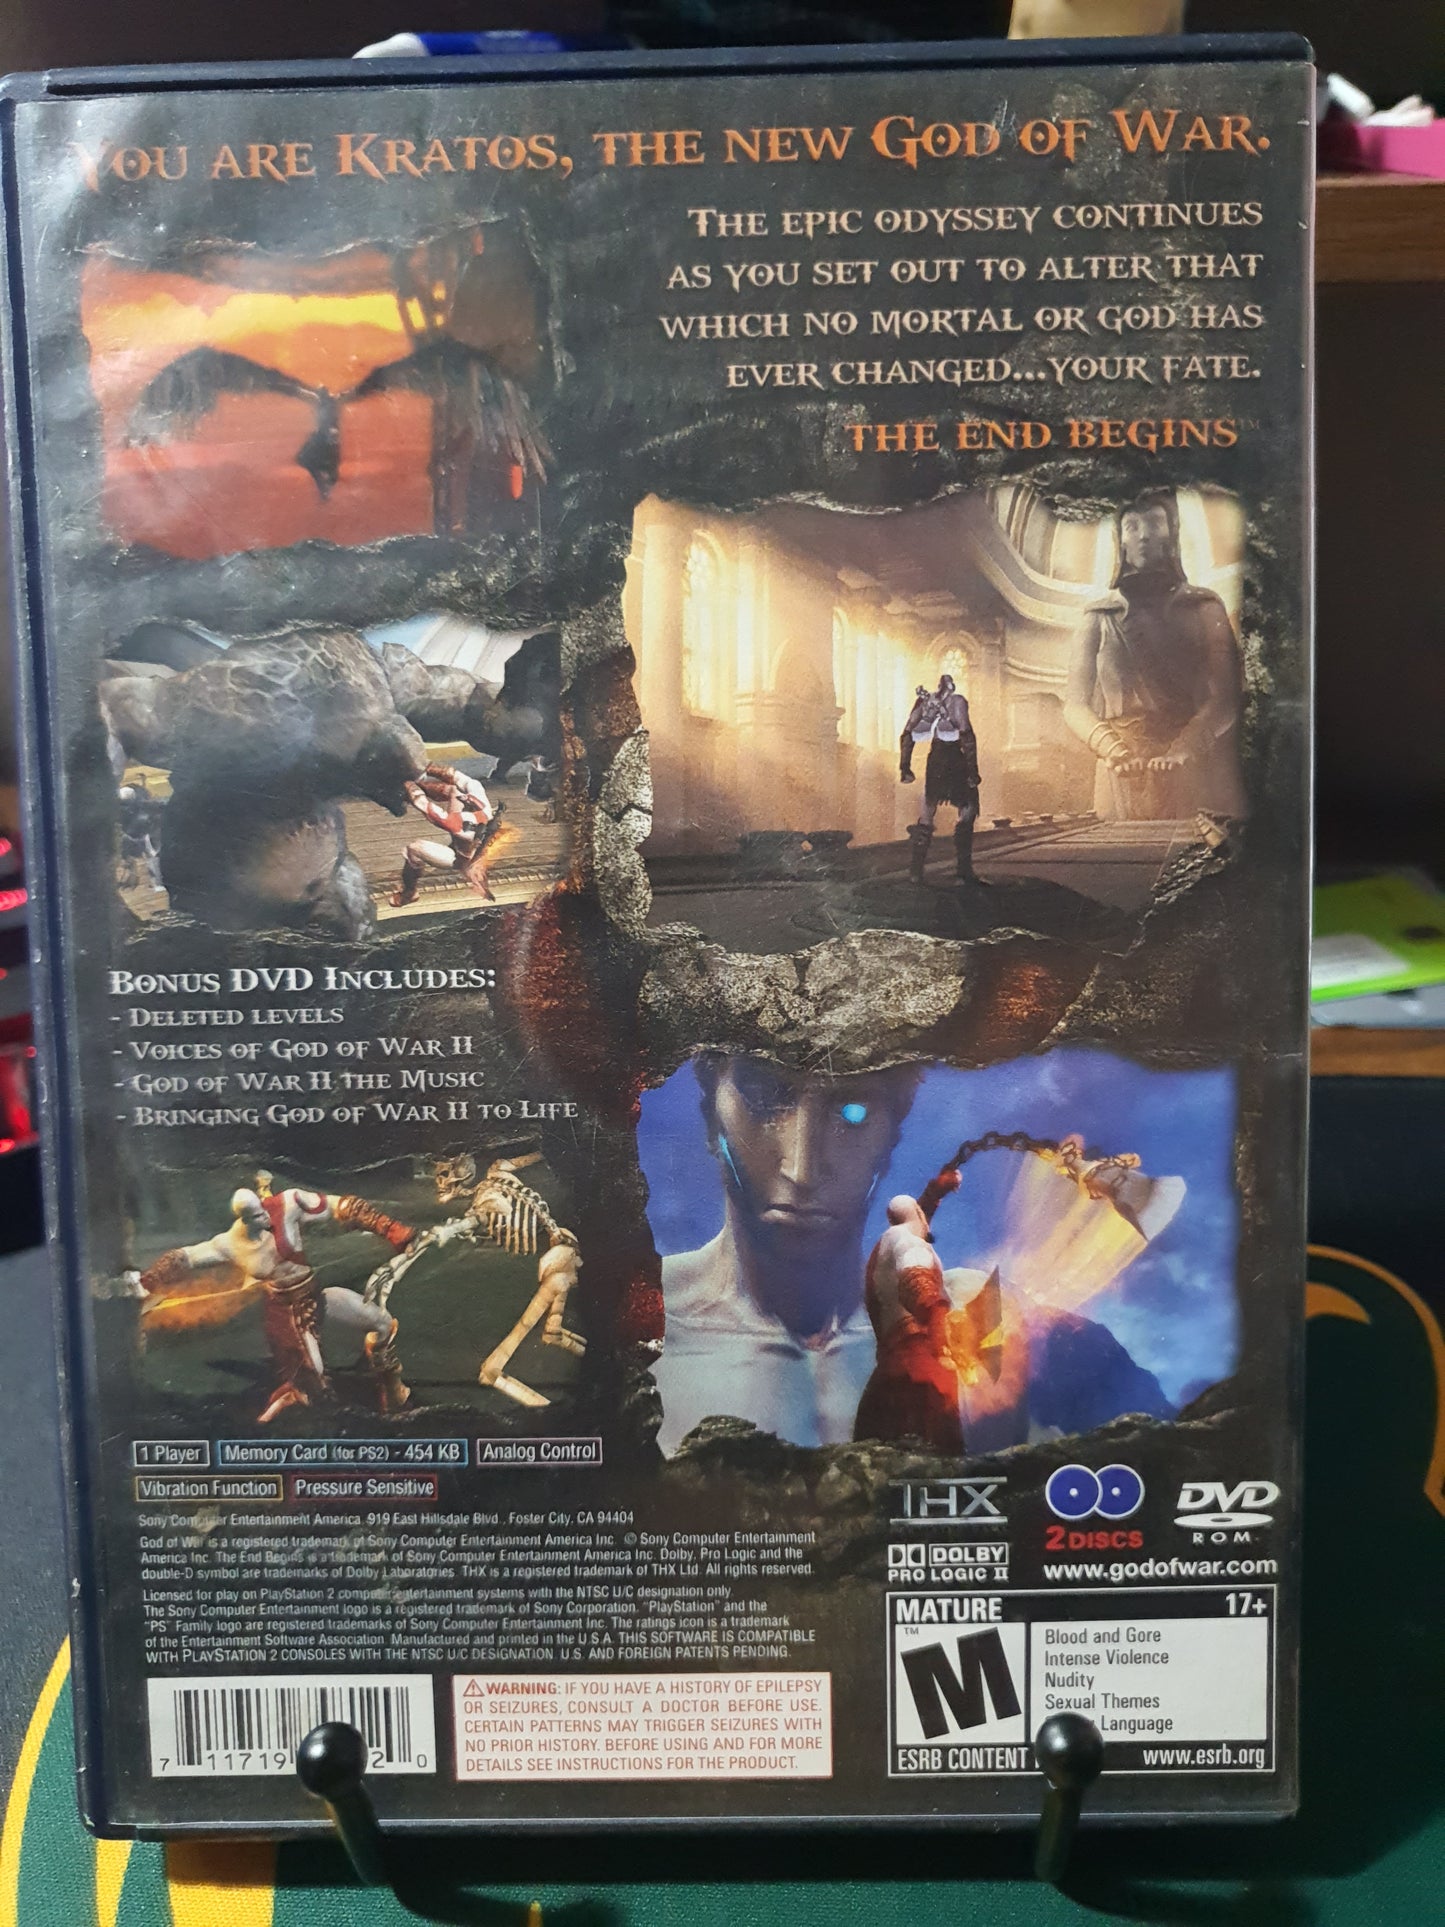 YOU ARE KRATOS, THE NEW GOD OF WAR.
THE EPIC ODYSSEY CONTINUES
AS YOU SET OUT TO ALTER THAT
WHICH NO MORTAL OR GOD HAS
EVER CHANGED...YOUR FATE.
THE END BEGINS™
BONUS DVD INCLUDES:
- DELETED LEVELS
- VOICES OF GOD OF WAR II
- GOD OF WAR II THE MUSIC
- BRINGING GOD OF WAR II TO LIFE
1 Player
Memory Card (for PS2) - 454 KB
Analog Control
Vibration Function
Pressure Sensitive
Sony Computer Entertainment America, 919 East Hillsdale Blvd., Foster City, CA 94404
God of War is a registered trademark of Sony Computer Entertainment America Inc. © Sony Computer Entertainment
America Inc. The End Begins is a trademark of Sony Computer Entertainment America Inc. Dolby, Pro Logic and the
double-D symbol are trademarks of Dolby Laboratories. THX is a registered trademark of THX Ltd. All rights reserved.
Licensed for play on PlayStation 2 computer entertainment systems with the NTSC U/C designation only.
The Sony Computer Entertainment logo is a registered trademark of Sony Corporation. "PlayStation" and the
"PS" Family logo are registered trademarks of Sony Computer Entertainment Inc. The ratings icon is a trademark
of the Entertainment Software Association. Manufactured and printed in the U.S.A. THIS SOFTWARE IS COMPATIBLE
WITH PLAYSTATION 2 CONSOLES WITH THE NTSC U/C DESIGNATION. U.S. AND FOREIGN PATENTS PENDING.
7 11719 2 0
WARNING: IF YOU HAVE A HISTORY OF EPILEPSY
OR SEIZURES, CONSULT A DOCTOR BEFORE USE.
CERTAIN PATTERNS MAY TRIGGER SEIZURES WITH
NO PRIOR HISTORY. BEFORE USING AND FOR MORE
DETAILS SEE INSTRUCTIONS FOR THE PRODUCT.
THX
2 DISCS
DVD
ROM
DOLBY
PRO LOGIC II
www.godofwar.com
MATURE 17+
M
™
Blood and Gore
Intense Violence
Nudity
Sexual Themes
Language
ESRB CONTENT
www.esrb.org